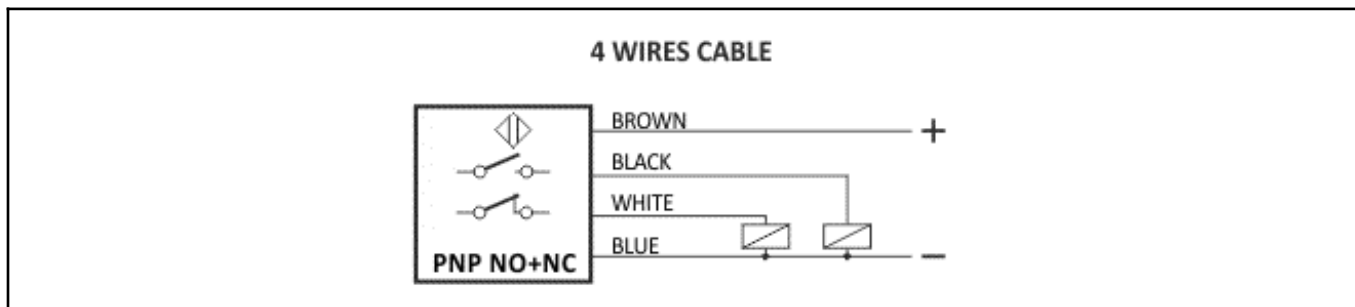 4 WIRES CABLE
BROWN
+
BLACK
WHITE
BLUE
−
PNP NO+NC